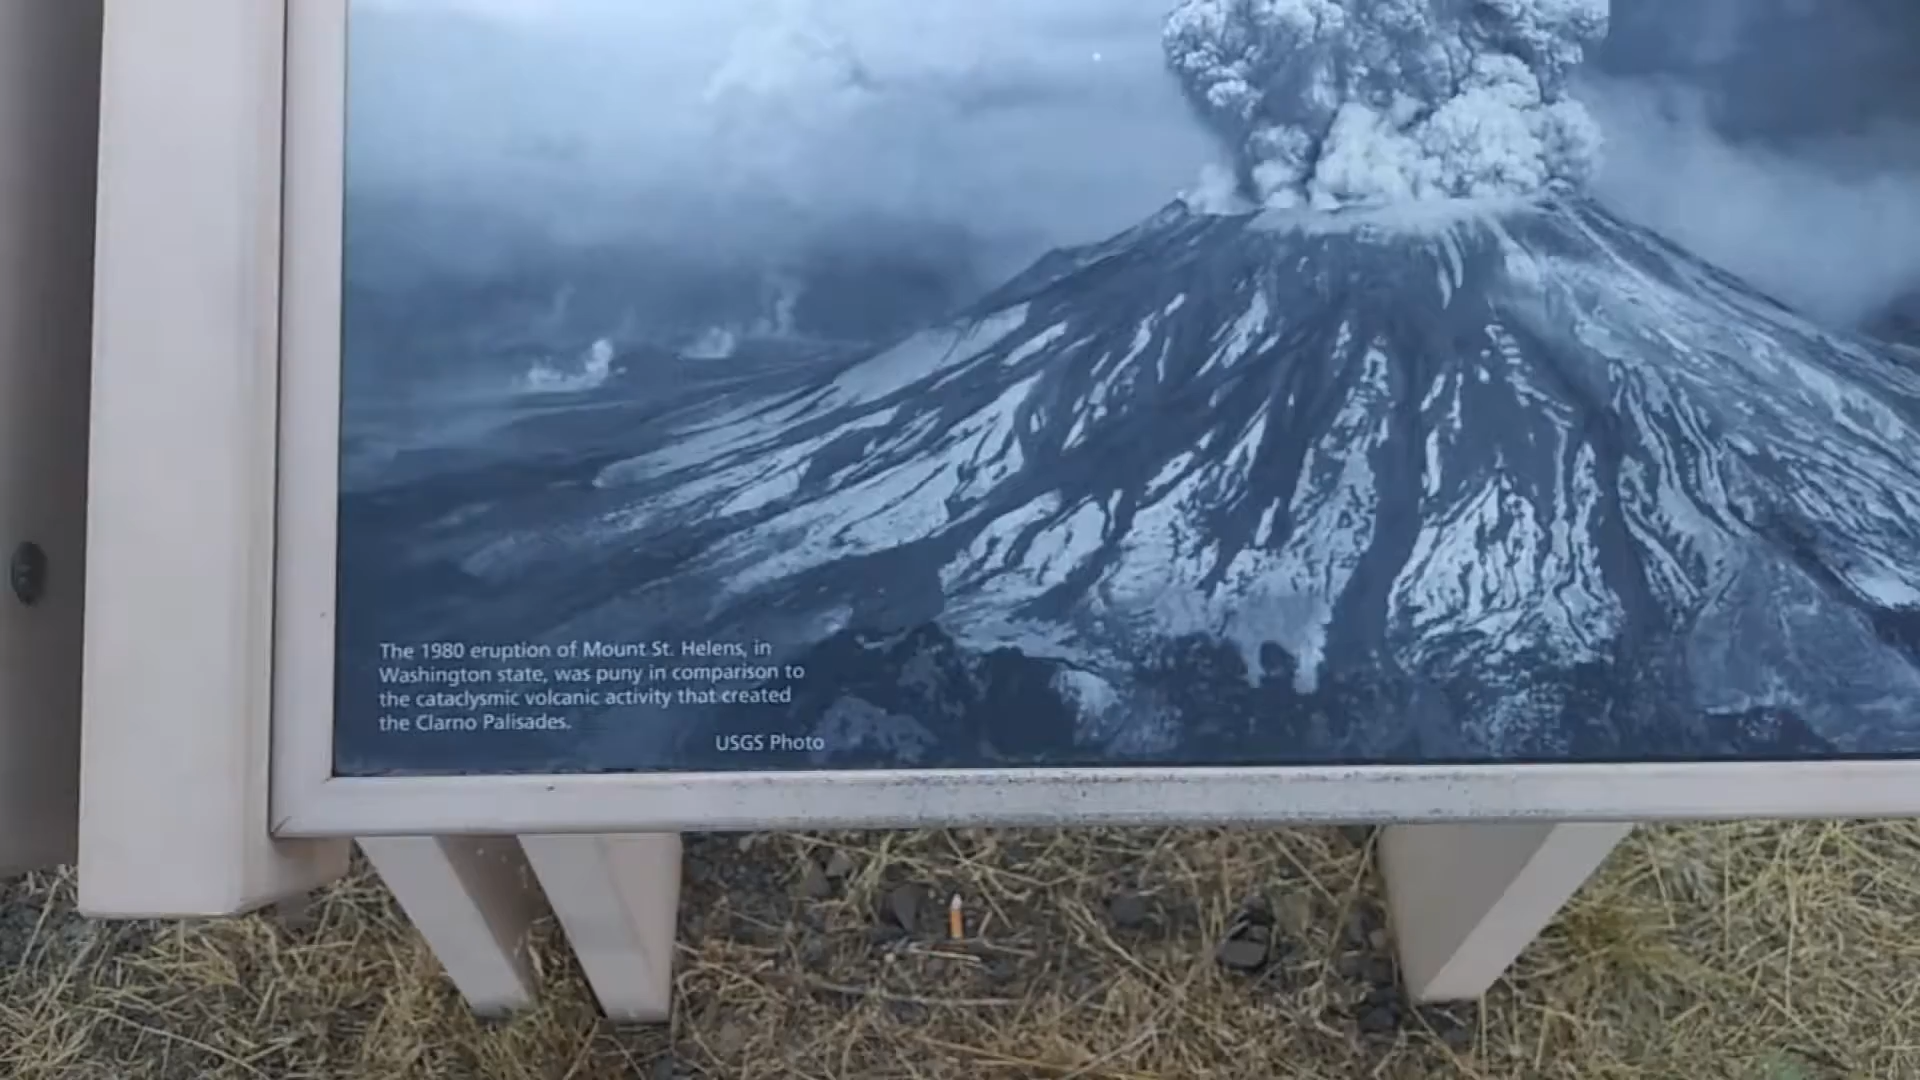 The 1980 eruption of Mount St. Helens, in
Washington state, was puny in comparison to
the cataclysmic volcanic activity that created
the Clarno Palisades.
USGS Photo